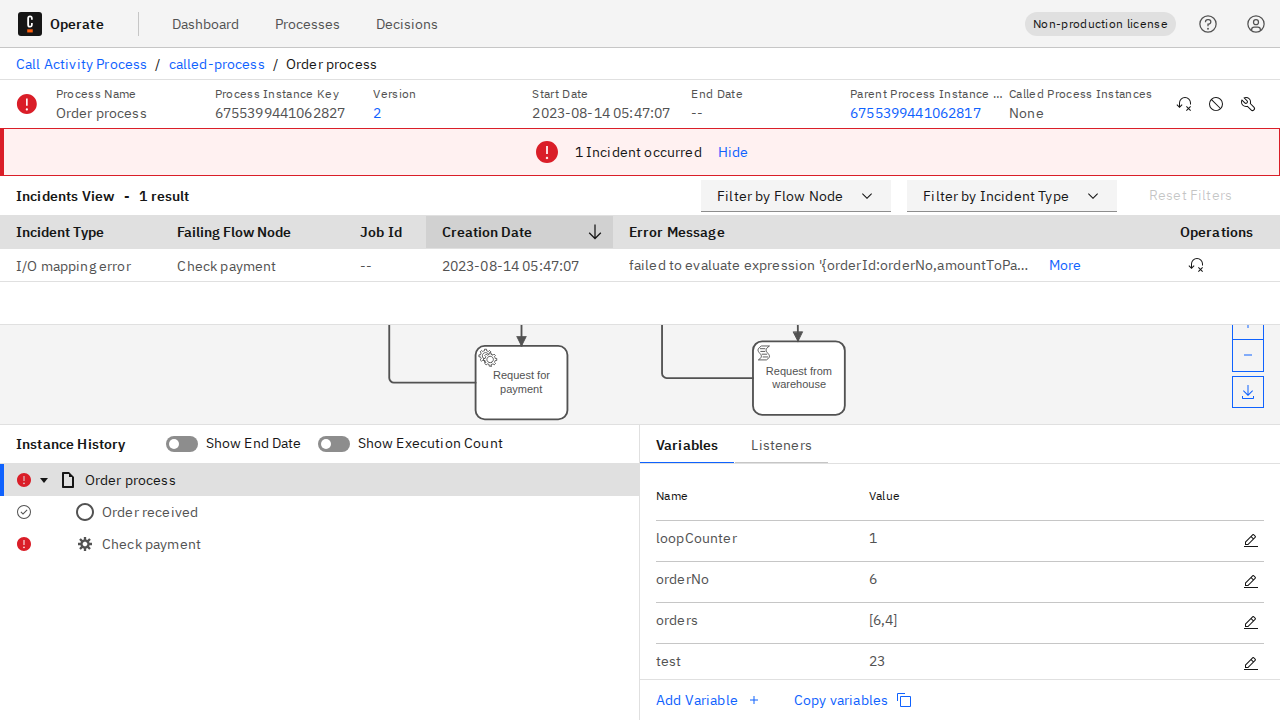 C Operate Dashboard Processes Decisions Non-production license
Call Activity Process / called-process / Order process
Process Name Process Instance Key Version Start Date End Date Parent Process Instance ... Called Process Instances
Order process 6755399441062827 2 2023-08-14 05:47:07 -- 6755399441062817 None
1 Incident occurred Hide
Incidents View - 1 result Filter by Flow Node Filter by Incident Type Reset Filters
Incident Type Failing Flow Node Job Id Creation Date Error Message Operations
I/O mapping error Check payment -- 2023-08-14 05:47:07 failed to evaluate expression '{orderId:orderNo,amountToPa... More
Request for
payment
Request from
warehouse
Instance History Show End Date Show Execution Count
Order process
Order received
Check payment
Variables Listeners
Name Value
loopCounter 1
orderNo 6
orders [6,4]
test 23
Add Variable + Copy variables